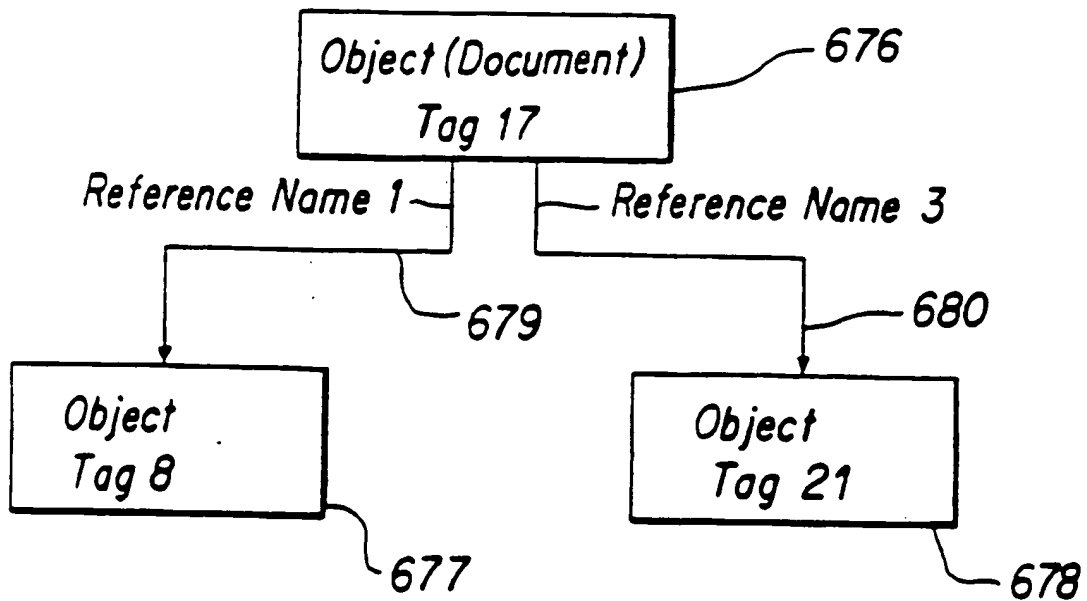 Object (Document)
Tag 17
676
Reference Name 1
Reference Name 3
679
680
Object
Tag 8
677
Object
Tag 21
678